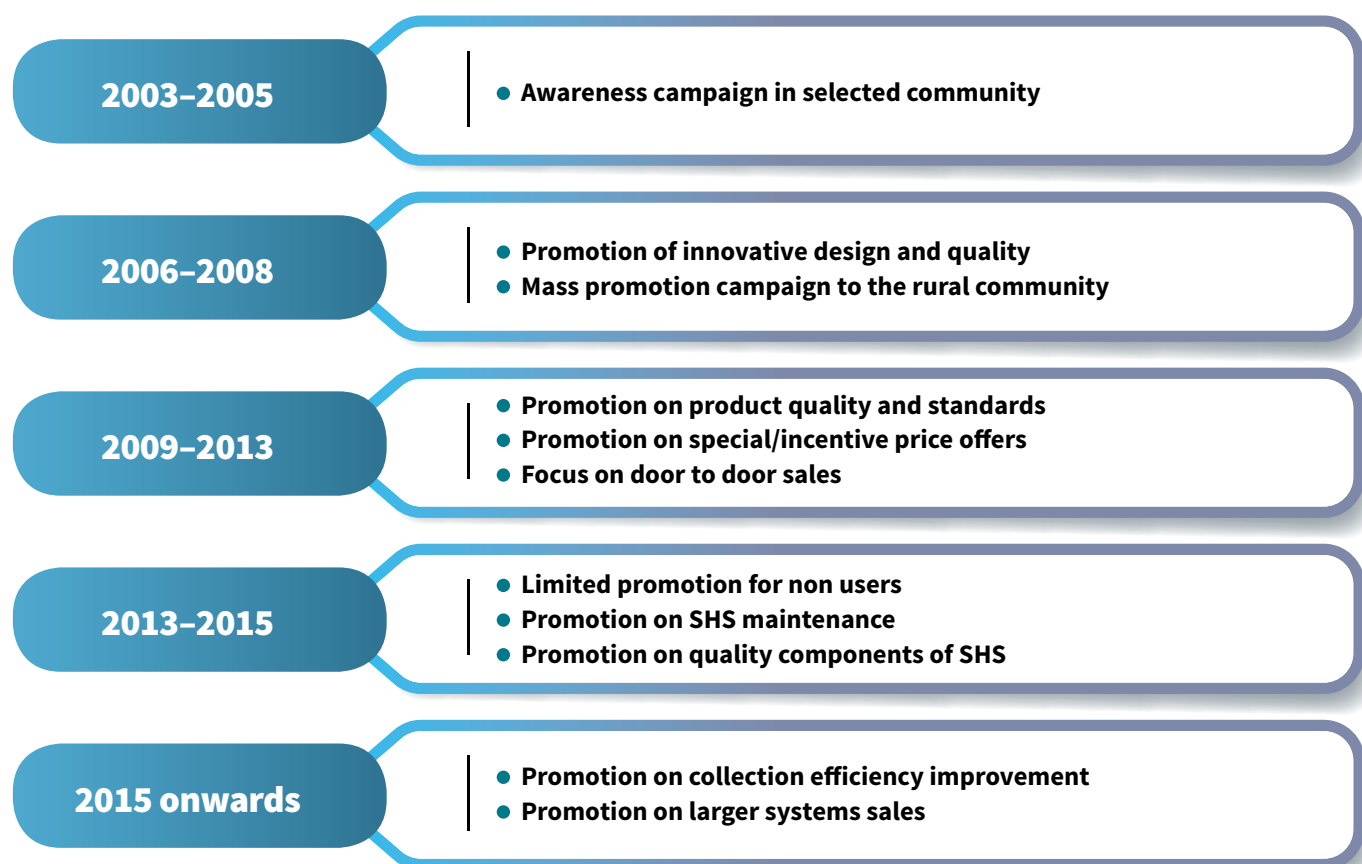 2003–2005
● Awareness campaign in selected community
2006–2008
● Promotion of innovative design and quality
● Mass promotion campaign to the rural community
2009–2013
● Promotion on product quality and standards
● Promotion on special/incentive price offers
● Focus on door to door sales
2013–2015
● Limited promotion for non users
● Promotion on SHS maintenance
● Promotion on quality components of SHS
2015 onwards
● Promotion on collection efficiency improvement
● Promotion on larger systems sales